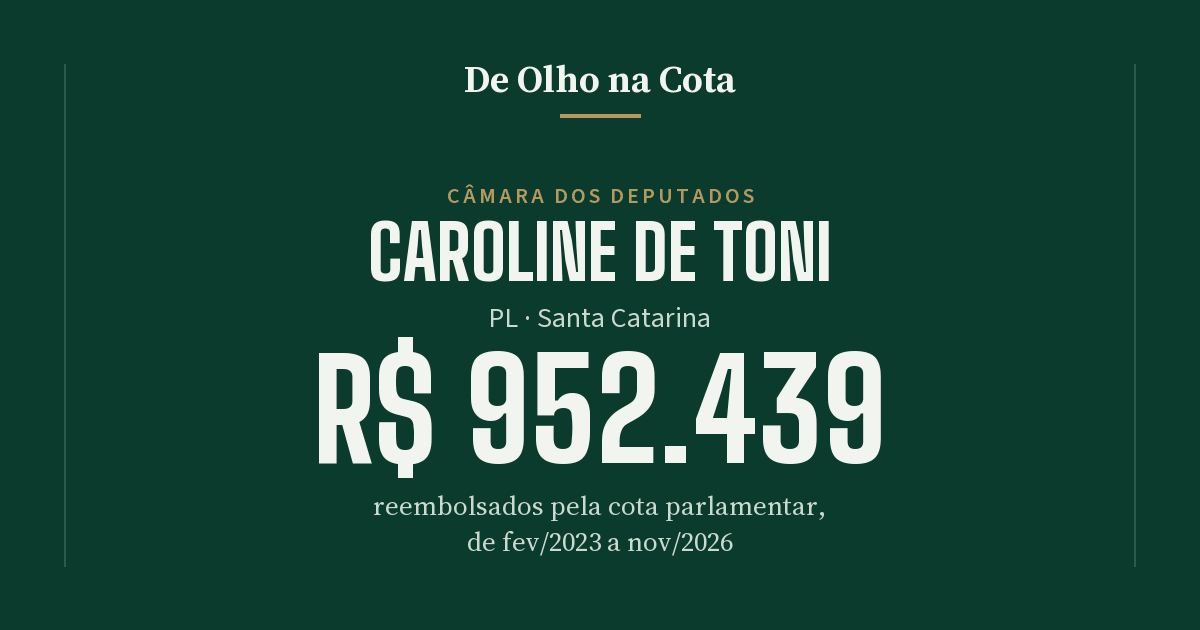 De Olho na Cota
CÂMARA DOS DEPUTADOS
CAROLINE DE TONI
PL · Santa Catarina
R$ 952.439
reembolsados pela cota parlamentar,
de fev/2023 a nov/2026